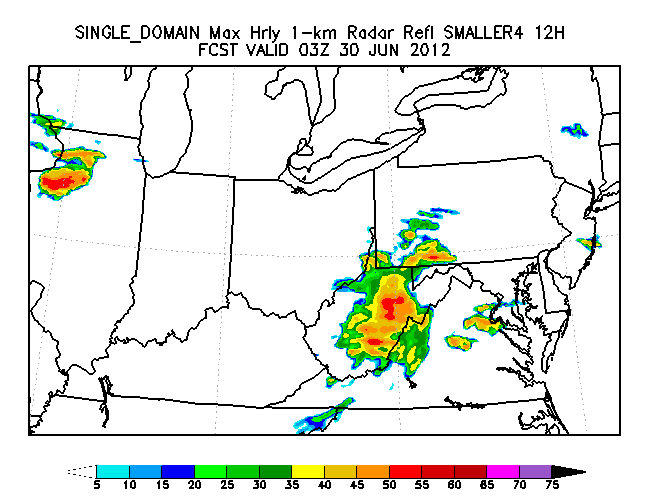 SINGLE_DOMAIN Max Hrly 1-km Radar Refl SMALLER4 12H
FCST VALID 03Z 30 JUN 2012
5 10 15 20 25 30 35 40 45 50 55 60 65 70 75